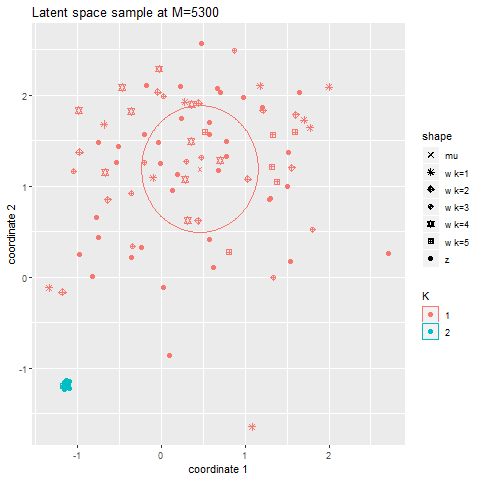 Latent space sample at M=5300
2
1
0
-1
coordinate 2
-1
0
1
2
coordinate 1
shape
mu
w k=1
w k=2
w k=3
w k=4
w k=5
z
K
1
2